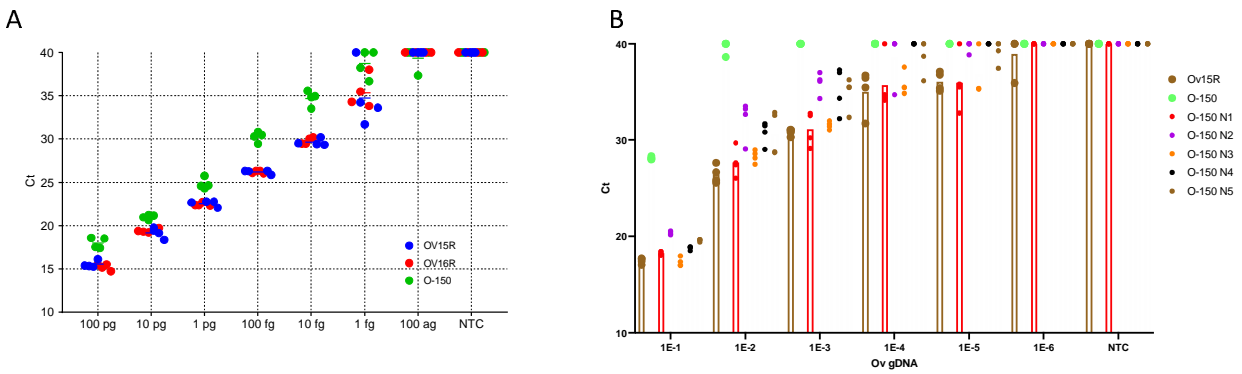 A
40
35
30
25
20
15
10
Ct
100 pg 10 pg 1 pg 100 fg 10 fg 1 fg 100 ag NTC
OV15R
OV16R
O-150
B
40
30
20
10
Ct
1E-1 1E-2 1E-3 1E-4 1E-5 1E-6 NTC
Ov gDNA
Ov15R
O-150
O-150 N1
O-150 N2
O-150 N3
O-150 N4
O-150 N5